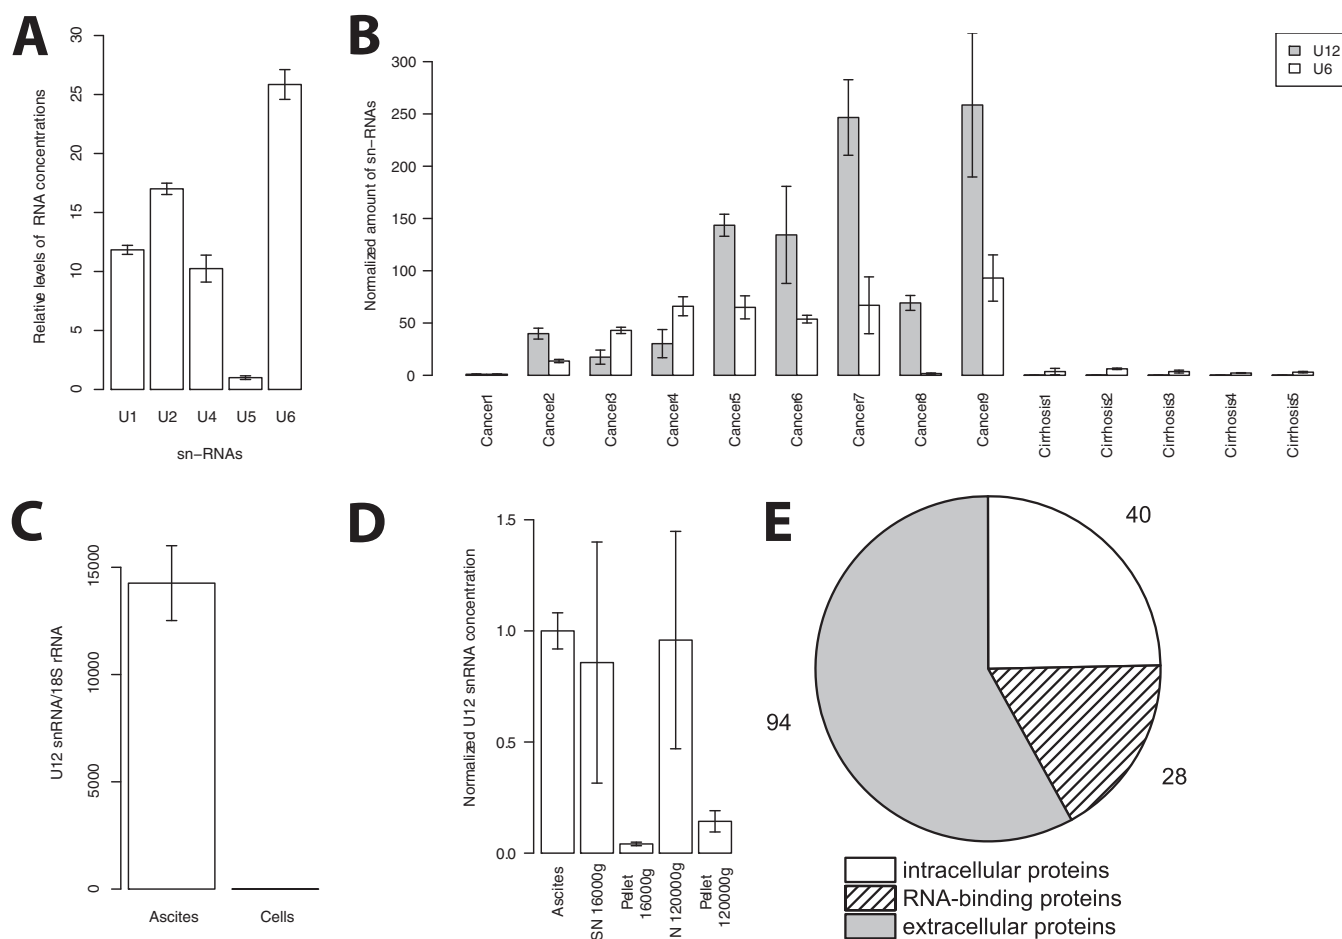 A
Relative levels of RNA concentrations
30
25
20
15
10
5
0
U1 U2 U4 U5 U6
sn−RNAs
B
Normalized amount of sn−RNAs
300
250
200
150
100
50
0
Cancer1
Cancer2
Cancer3
Cancer4
Cancer5
Cancer6
Cancer7
Cancer8
Cancer9
Cirrhosis1
Cirrhosis2
Cirrhosis3
Cirrhosis4
Cirrhosis5
U12
U6
C
U12 snRNA/18S rRNA
15000
10000
5000
0
Ascites Cells
D
Normalized U12 snRNA concentration
1.5
1.0
0.5
0.0
Ascites
SN 16000g
Pellet
16000g
N 120000g
Pellet
120000g
E
40
94
28
intracellular proteins
RNA-binding proteins
extracellular proteins